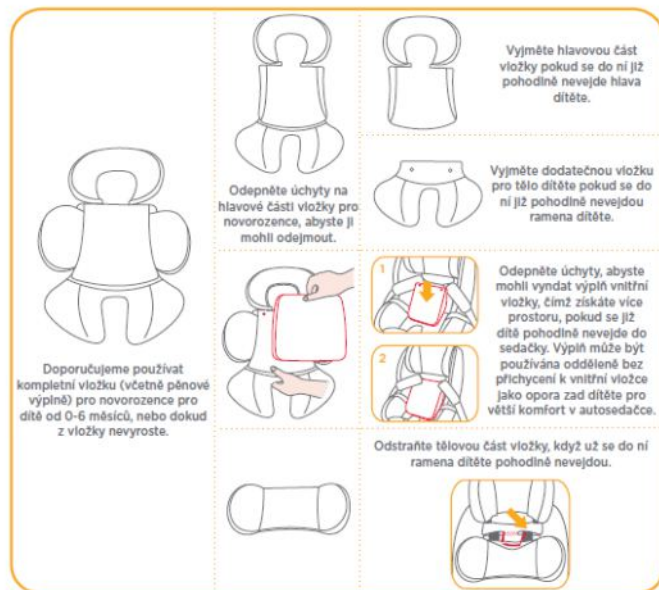 Vyjměte hlavovou část
vložky pokud se do ní již
pohodlně nevejde hlava
dítěte.
Odepněte úchyty na
hlavové části vložky pro
novorozence, abyste ji
mohli odejmout.
Vyjměte dodatečnou vložku
pro tělo dítěte pokud se do
ní již pohodlně nevejdou
ramena dítěte.
Doporučujeme používat
kompletní vložku (včetně pěnové
výplně) pro novorozence pro
dítě od 0-6 měsíců, nebo dokud
z vložky nevyroste.
1
2
Odepněte úchyty, abyste
mohli vyndat výplň vnitřní
vložky, čímž získáte více
prostoru, pokud se již
dítě pohodlně nevejde do
sedačky. Výplň může být
používána odděleně bez
přichycení k vnitřní vložce
jako opora zad dítěte pro
větší komfort v autosedačce.
Odstraňte tělovou část vložky, když už se do ní
ramena dítěte pohodlně nevejdou.